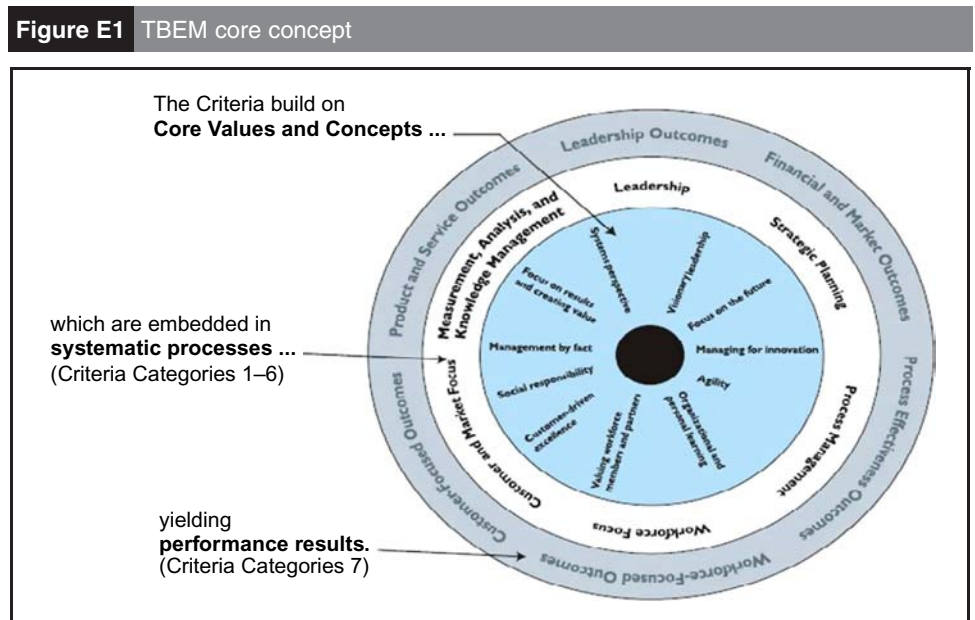 Figure E1 TBEM core concept
The Criteria build on
Core Values and Concepts ...
which are embedded in
systematic processes ...
(Criteria Categories 1–6)
yielding
performance results.
(Criteria Categories 7)
Leadership Outcomes
Financial and Market Outcomes
Process Effectiveness Outcomes
Workforce-Focused Outcomes
Customer-Focused Outcomes
Product and Service Outcomes
Leadership
Strategic Planning
Process Management
Workforce Focus
Customer and Market Focus
Measurement, Analysis, and
Knowledge Management
Systems perspective
Visionary leadership
Focus on the future
Managing for innovation
Agility
Organizational and
personal learning
Valuing workforce
members and partners
Customer-driven
excellence
Social responsibility
Management by fact
Focus on results
and creating value